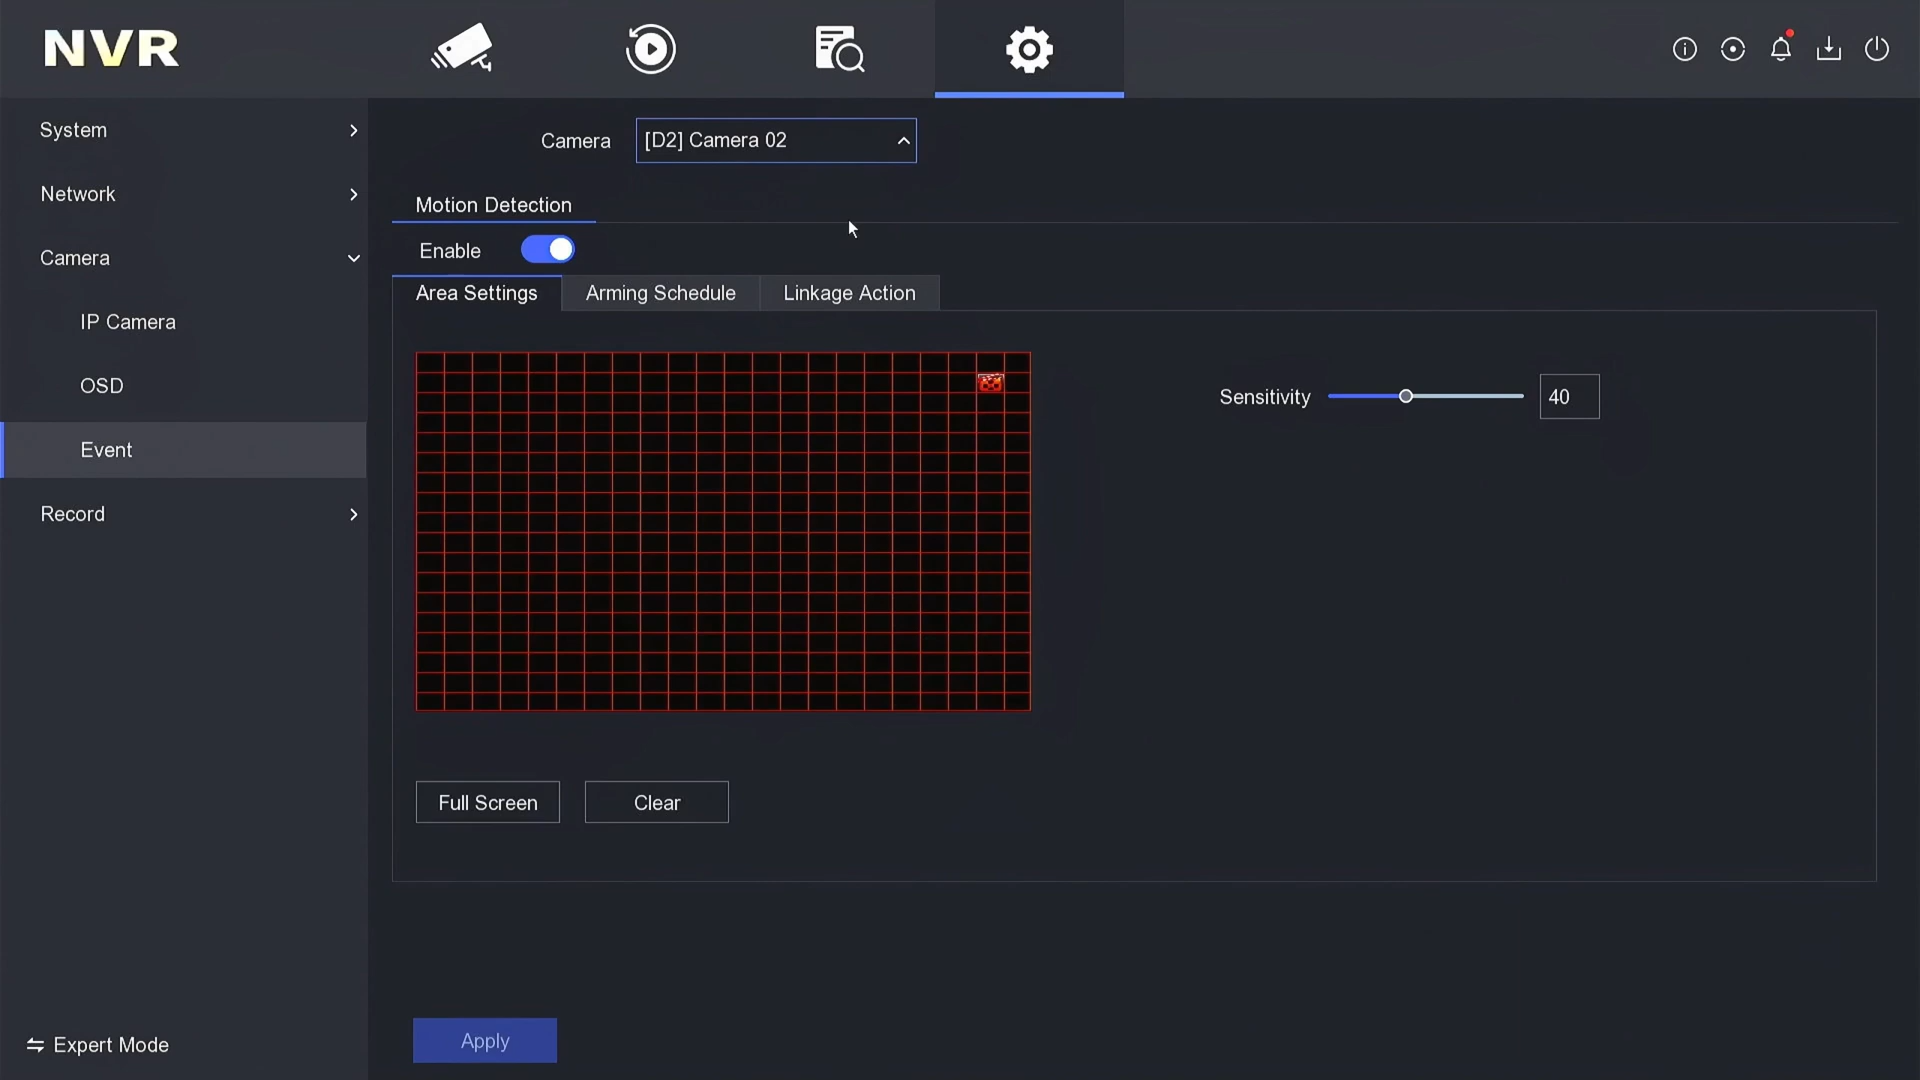 NVR
System
Network
Camera
IP Camera
OSD
Event
Record
Expert Mode
Camera [D2] Camera 02
Motion Detection
Enable
Area Settings Arming Schedule Linkage Action
Sensitivity 40
Full Screen Clear
Apply